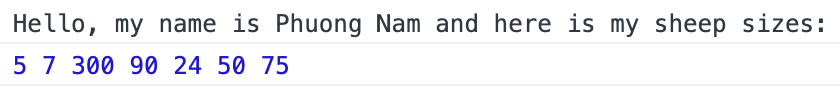 Hello, my name is Phuong Nam and here is my sheep sizes:
5 7 300 90 24 50 75